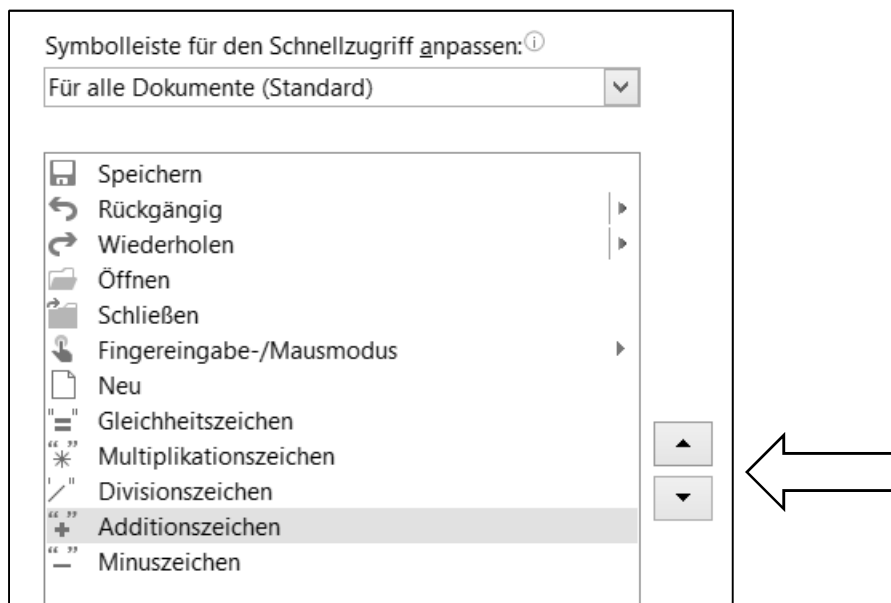 Symbolleiste für den Schnellzugriff anpassen:
Für alle Dokumente (Standard)
Speichern
Rückgängig
Wiederholen
Öffnen
Schließen
Fingereingabe-/Mausmodus
Neu
Gleichheitszeichen
Multiplikationszeichen
Divisionszeichen
Additionszeichen
Minuszeichen